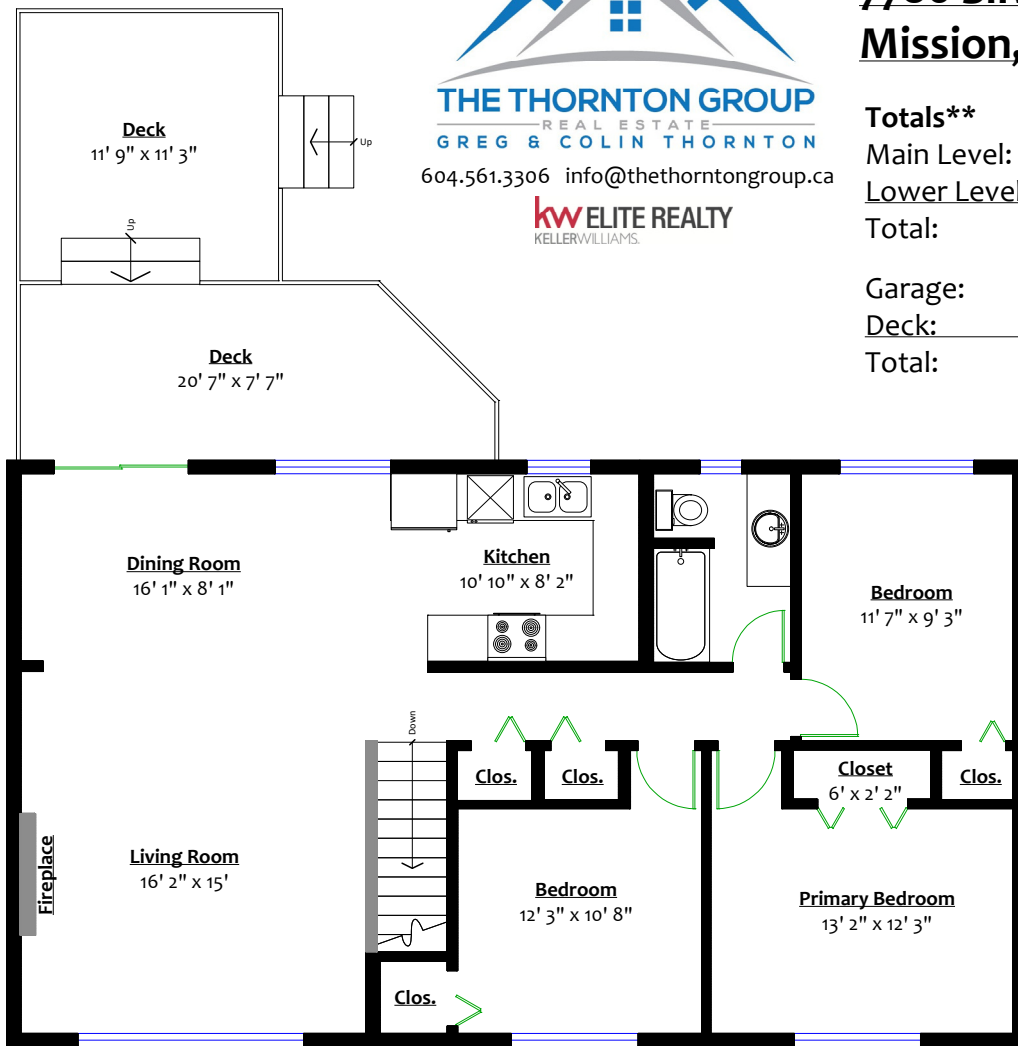 Mission,
THE THORNTON GROUP
REAL ESTATE
GREG & COLIN THORNTON
604.561.3306 info@thethorntongroup.ca
kw ELITE REALTY
KELLERWILLIAMS.
Totals**
Main Level:
Lower Level
Total:
Garage:
Deck:
Total:
Deck
11' 9" x 11' 3"
Up
Up
Deck
20' 7" x 7' 7"
Dining Room
16' 1" x 8' 1"
Kitchen
10' 10" x 8' 2"
Bedroom
11' 7" x 9' 3"
Down
Clos.
Clos.
Closet
6' x 2' 2"
Clos.
Fireplace
Living Room
16' 2" x 15'
Bedroom
12' 3" x 10' 8"
Primary Bedroom
13' 2" x 12' 3"
Clos.